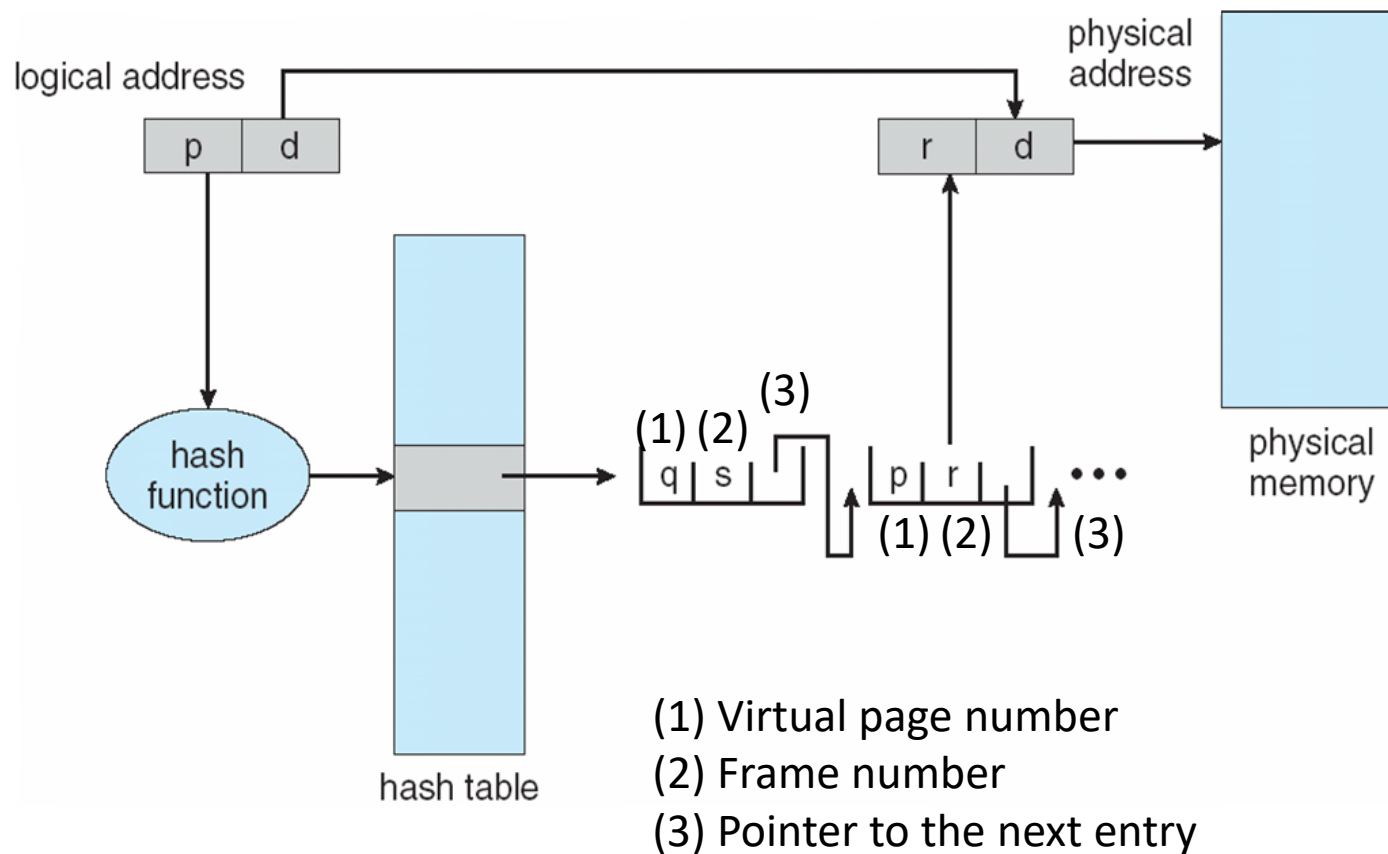 logical address
physical
address
p d
r d
hash
function
hash table
(1) (2) (3)
q s
p r •••
(1) (2) (3)
physical
memory
(1) Virtual page number
(2) Frame number
(3) Pointer to the next entry